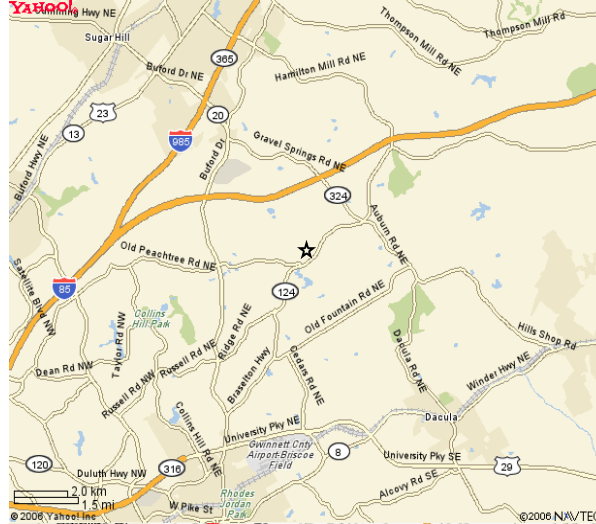 YAHOO!
Cumming Hwy NE
Sugar Hill
Thompson Mill Rd NE
Thompson Mill Rd
365
Buford Dr NE
Hamilton Mill Rd NE
23
20
13
985
Buford Dr
Gravel Springs Rd NE
Buford Hwy NE
324
Auburn Rd NE
Old Peachtree Rd NE
Satellite Blvd NW
85
124
Collins
Hill Park
Old Fountain Rd NE
Taylor Rd NW
Ridge Rd NE
Dacula Rd NE
Hills Shop Rd
Dean Rd NW
Russell Rd NE
Russell Rd NW
Braselton Hwy
Cedars Rd NE
Winder Hwy NE
Collins Hill Rd NE
Dacula
University Pky NE
Gwinnett Cnty
Airport-Briscoe
Field
8
University Pky SE
120
Duluth Hwy NW
316
29
Alcovy Rd SE
2.0 km
1.5 mi
W Pike St
Rhodes
Jordan
Park
©2006 Yahoo! Inc
©2006 NAVTEQ